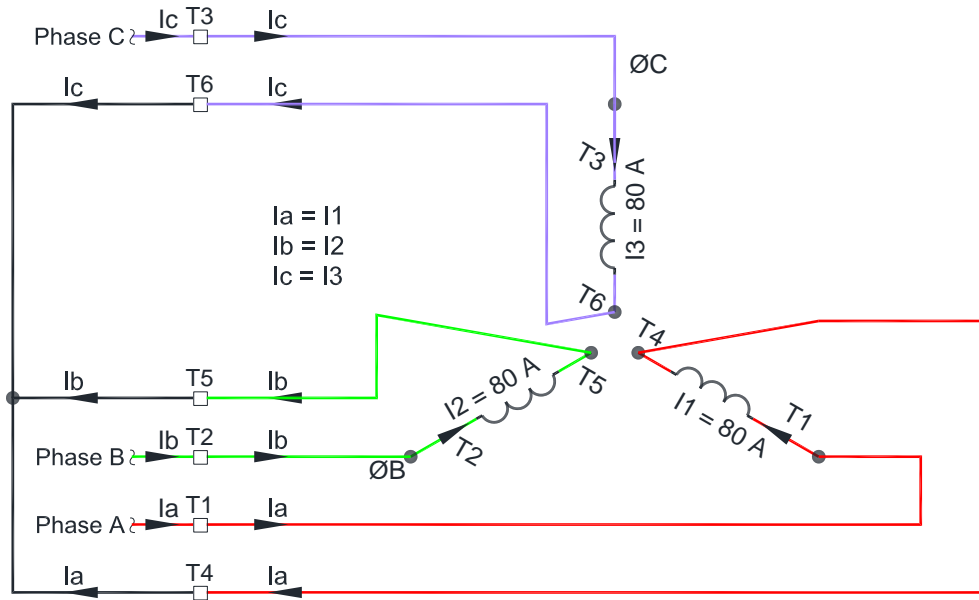 Phase C
Ic
T3
Ic
ØC
Ic
T6
Ic
T3
I3 = 80 A
Ia = I1
Ib = I2
Ic = I3
T6
T4
Ib
T5
Ib
I2 = 80 A
T5
I1 = 80 A
T1
Phase B
Ib
T2
Ib
ØB
T2
Phase A
Ia
T1
Ia
Ia
T4
Ia